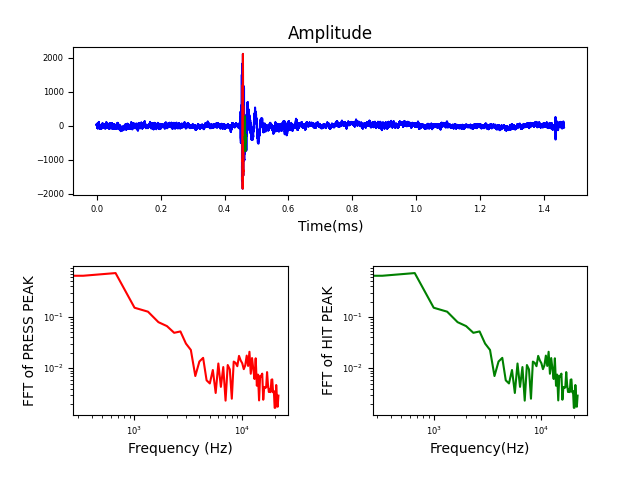 Amplitude
2000
1000
0
−1000
−2000
0.0 0.2 0.4 0.6 0.8 1.0 1.2 1.4
Time(ms)
FFT of PRESS PEAK
10⁻¹
10⁻²
10³ 10⁴
Frequency (Hz)
FFT of HIT PEAK
10⁻¹
10⁻²
10³ 10⁴
Frequency(Hz)